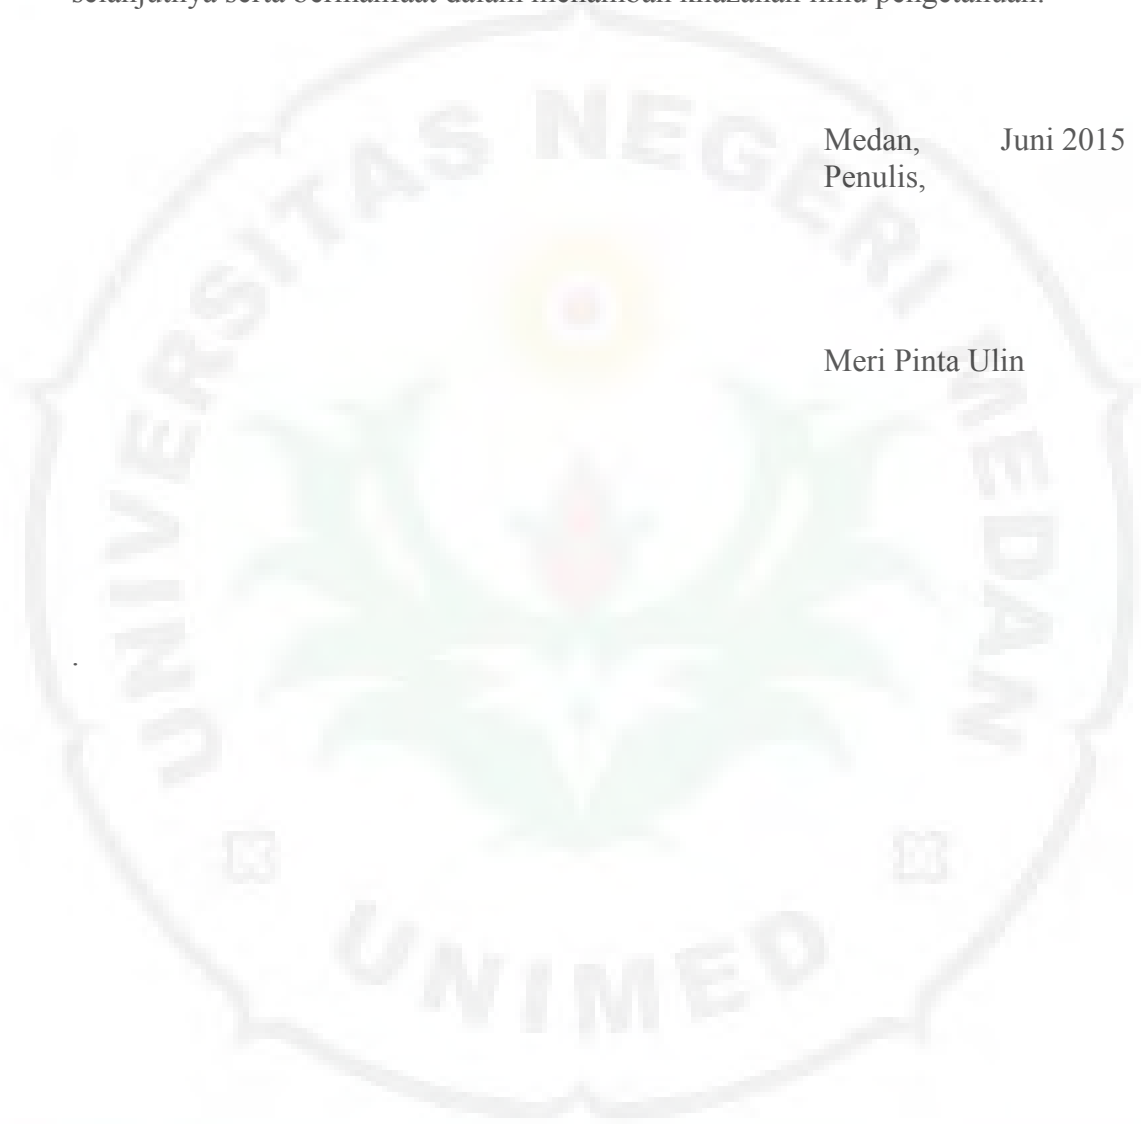 selanjutnya serta bermanfaat dalam menambah khazanah ilmu pengetahuan.
Medan, Juni 2015
Penulis,
Meri Pinta Ulin
.
UNIVERSITAS NEGERI MEDAN
UNIMED